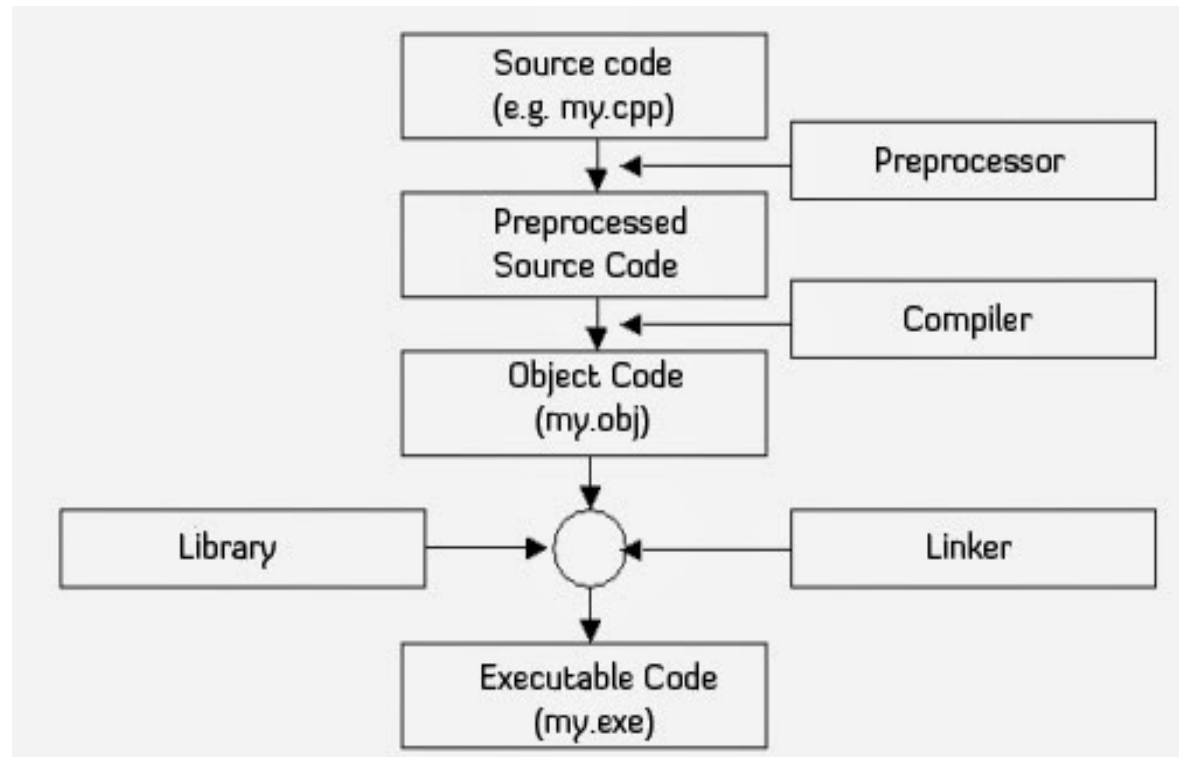 Source code
(e.g. my.cpp)
Preprocessor
Preprocessed
Source Code
Compiler
Object Code
(my.obj)
Library
Linker
Executable Code
(my.exe)